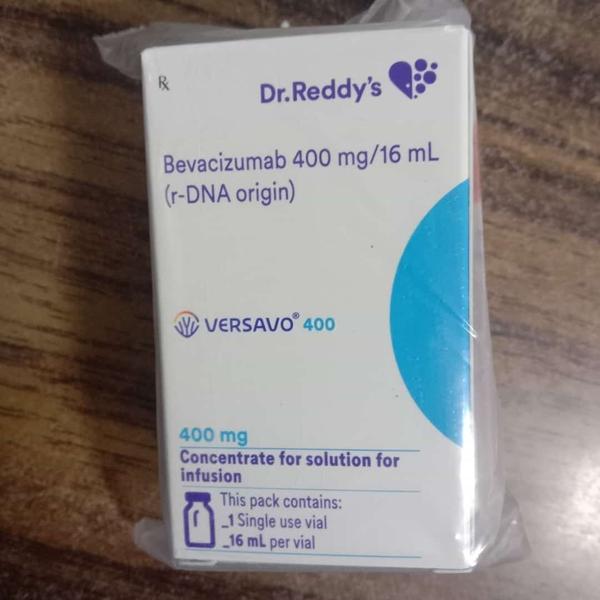 Rx
Dr.Reddy's
Bevacizumab 400 mg/16 mL
(r-DNA origin)
VERSAVO® 400
400 mg
Concentrate for solution for
infusion
This pack contains:
_1 Single use vial
_16 mL per vial